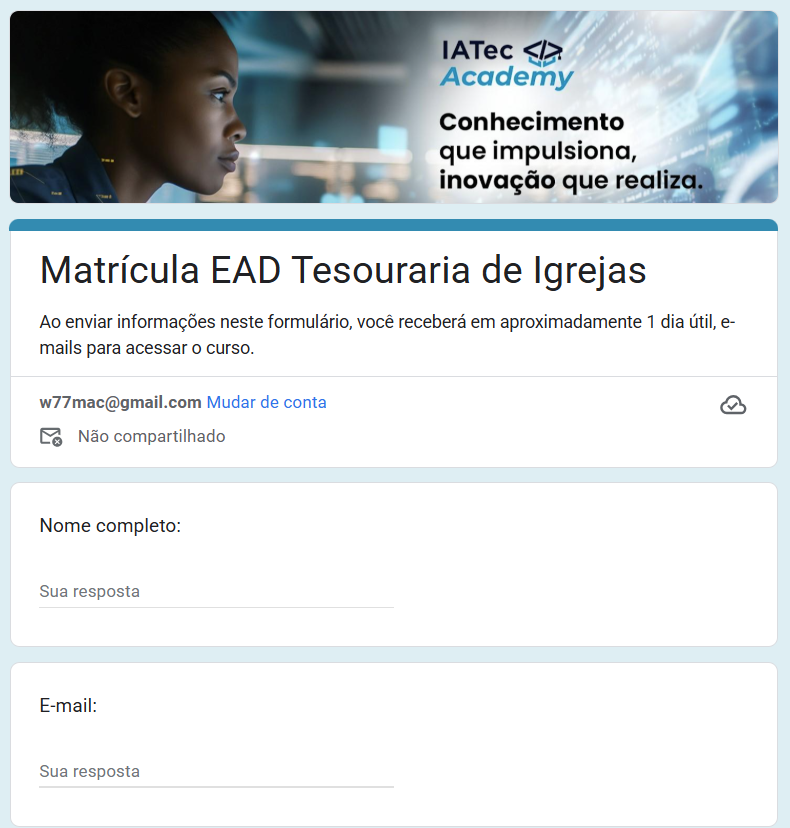 IATec
Academy
Conhecimento
que impulsiona,
inovação que realiza.
Matrícula EAD Tesouraria de Igrejas
Ao enviar informações neste formulário, você receberá em aproximadamente 1 dia útil, e-
mails para acessar o curso.
w77mac@gmail.com Mudar de conta
Não compartilhado
Nome completo:
Sua resposta
E-mail:
Sua resposta